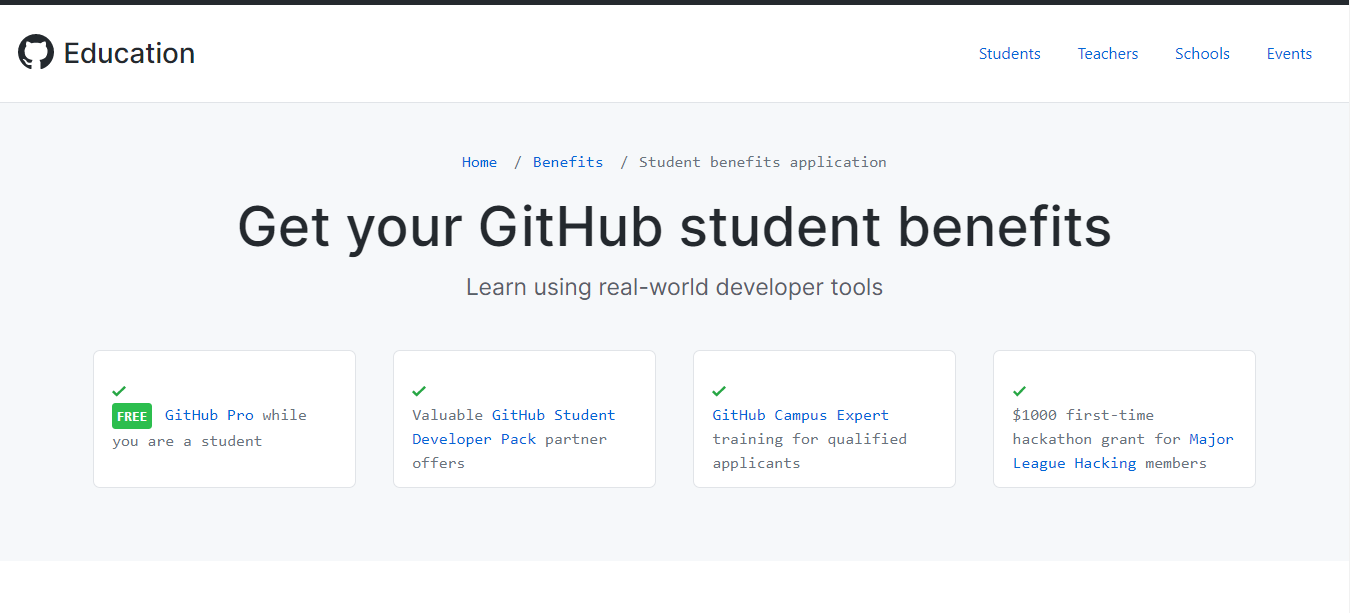 Education
Students Teachers Schools Events
Home / Benefits / Student benefits application
Get your GitHub student benefits
Learn using real-world developer tools
FREE GitHub Pro while
you are a student
Valuable GitHub Student
Developer Pack partner
offers
GitHub Campus Expert
training for qualified
applicants
$1000 first-time
hackathon grant for Major
League Hacking members